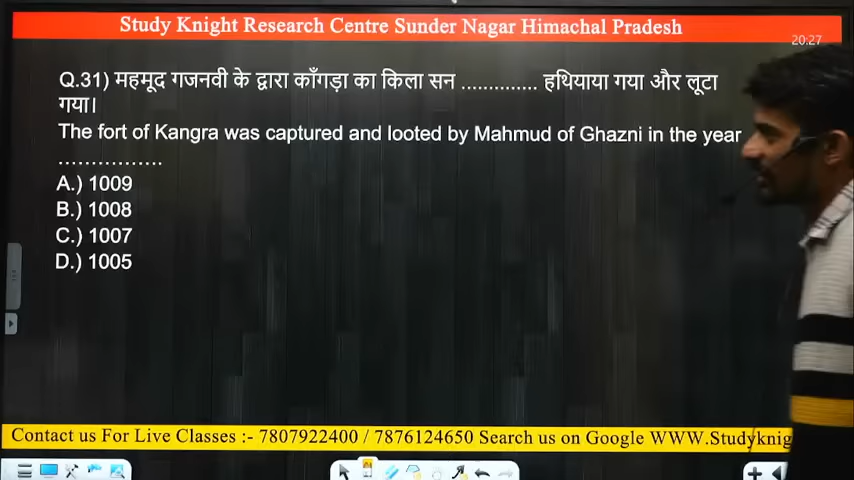 Study Knight Research Centre Sunder Nagar Himachal Pradesh
20:27
Q.31) महमूद गजनवी के द्वारा काँगड़ा का किला सन .............. हथियाया गया और लूटा
गया।
The fort of Kangra was captured and looted by Mahmud of Ghazni in the year
................
A.) 1009
B.) 1008
C.) 1007
D.) 1005
Contact us For Live Classes :- 7807922400 / 7876124650 Search us on Google WWW.Studyknig